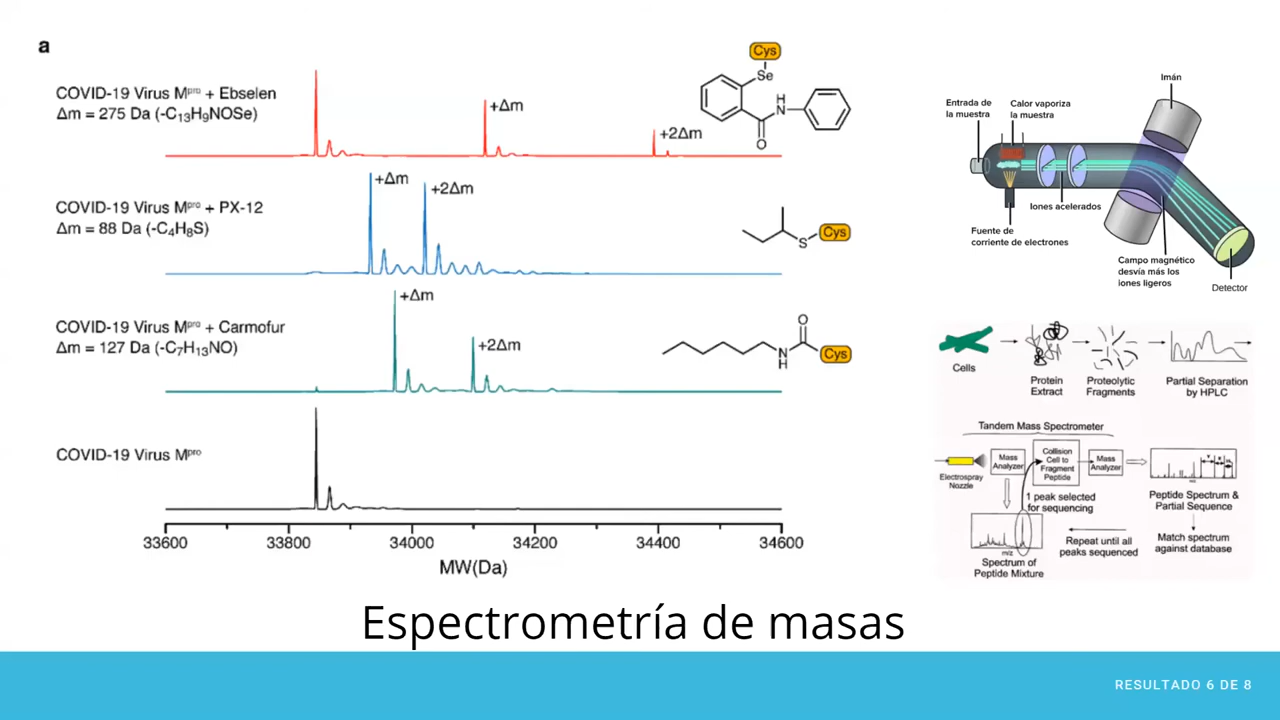 a
COVID-19 Virus Mᵖʳᵒ + Ebselen
Δm = 275 Da (-C₁₃H₉NOSe)
+Δm
+2Δm
Cys
Se
H
N
O
COVID-19 Virus Mᵖʳᵒ + PX-12
Δm = 88 Da (-C₄H₈S)
+Δm
+2Δm
S
Cys
COVID-19 Virus Mᵖʳᵒ + Carmofur
Δm = 127 Da (-C₇H₁₃NO)
+Δm
+2Δm
O
N
H
Cys
COVID-19 Virus Mᵖʳᵒ
33600 33800 34000 34200 34400 34600
MW(Da)
Imán
Entrada de
la muestra
Calor vaporiza
la muestra
Iones acelerados
Fuente de
corriente de electrones
Campo magnético
desvía más los
iones ligeros
Detector
Cells
Protein
Extract
Proteolytic
Fragments
Partial Separation
by HPLC
Tandem Mass Spectrometer
Electrospray
Nozzle
Mass
Analyzer
Collision
Cell to
Fragment
Peptide
Mass
Analyzer
m/z
Peptide Spectrum &
Partial Sequence
1 peak selected
for sequencing
m/z
Spectrum of
Peptide Mixture
Repeat until all
peaks sequenced
Match spectrum
against database
Espectrometría de masas
RESULTADO 6 DE 8